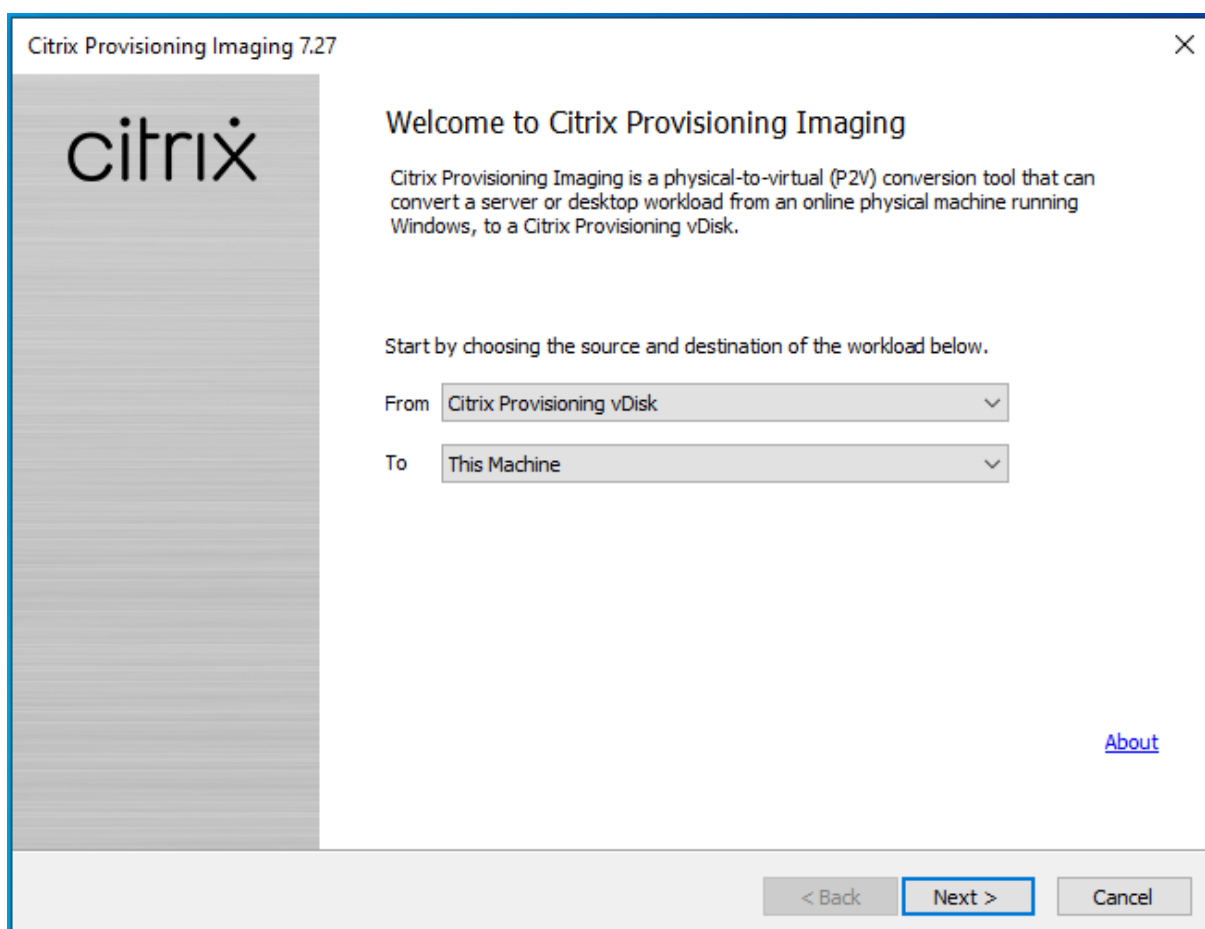 Citrix Provisioning Imaging 7.27
citrix
Welcome to Citrix Provisioning Imaging
Citrix Provisioning Imaging is a physical-to-virtual (P2V) conversion tool that can
convert a server or desktop workload from an online physical machine running
Windows, to a Citrix Provisioning vDisk.
Start by choosing the source and destination of the workload below.
From Citrix Provisioning vDisk
To This Machine
About
< Back Next > Cancel